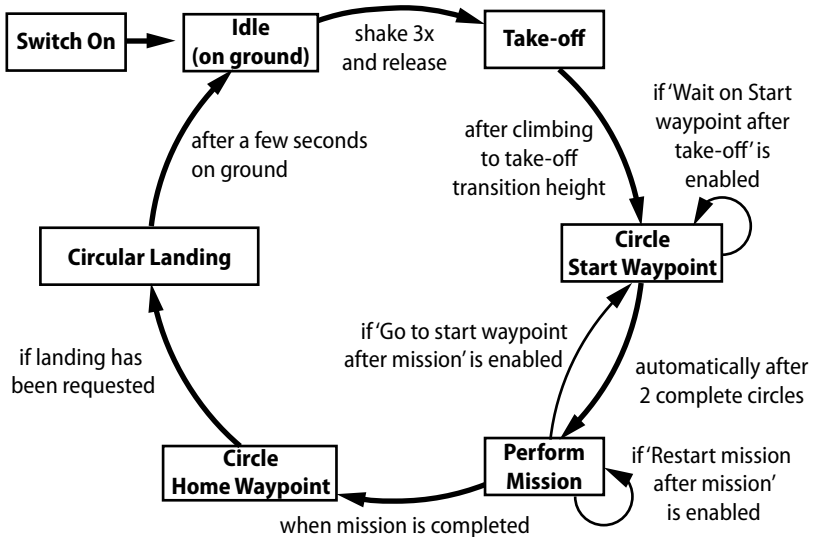 Switch On
Idle
(on ground)
shake 3x
and release
Take-off
after climbing
to take-off
transition height
if 'Wait on Start
waypoint after
take-off' is
enabled
Circle
Start Waypoint
automatically after
2 complete circles
if 'Go to start waypoint
after mission' is enabled
Perform
Mission
if 'Restart mission
after mission'
is enabled
when mission is completed
Circle
Home Waypoint
if landing has
been requested
Circular Landing
after a few seconds
on ground